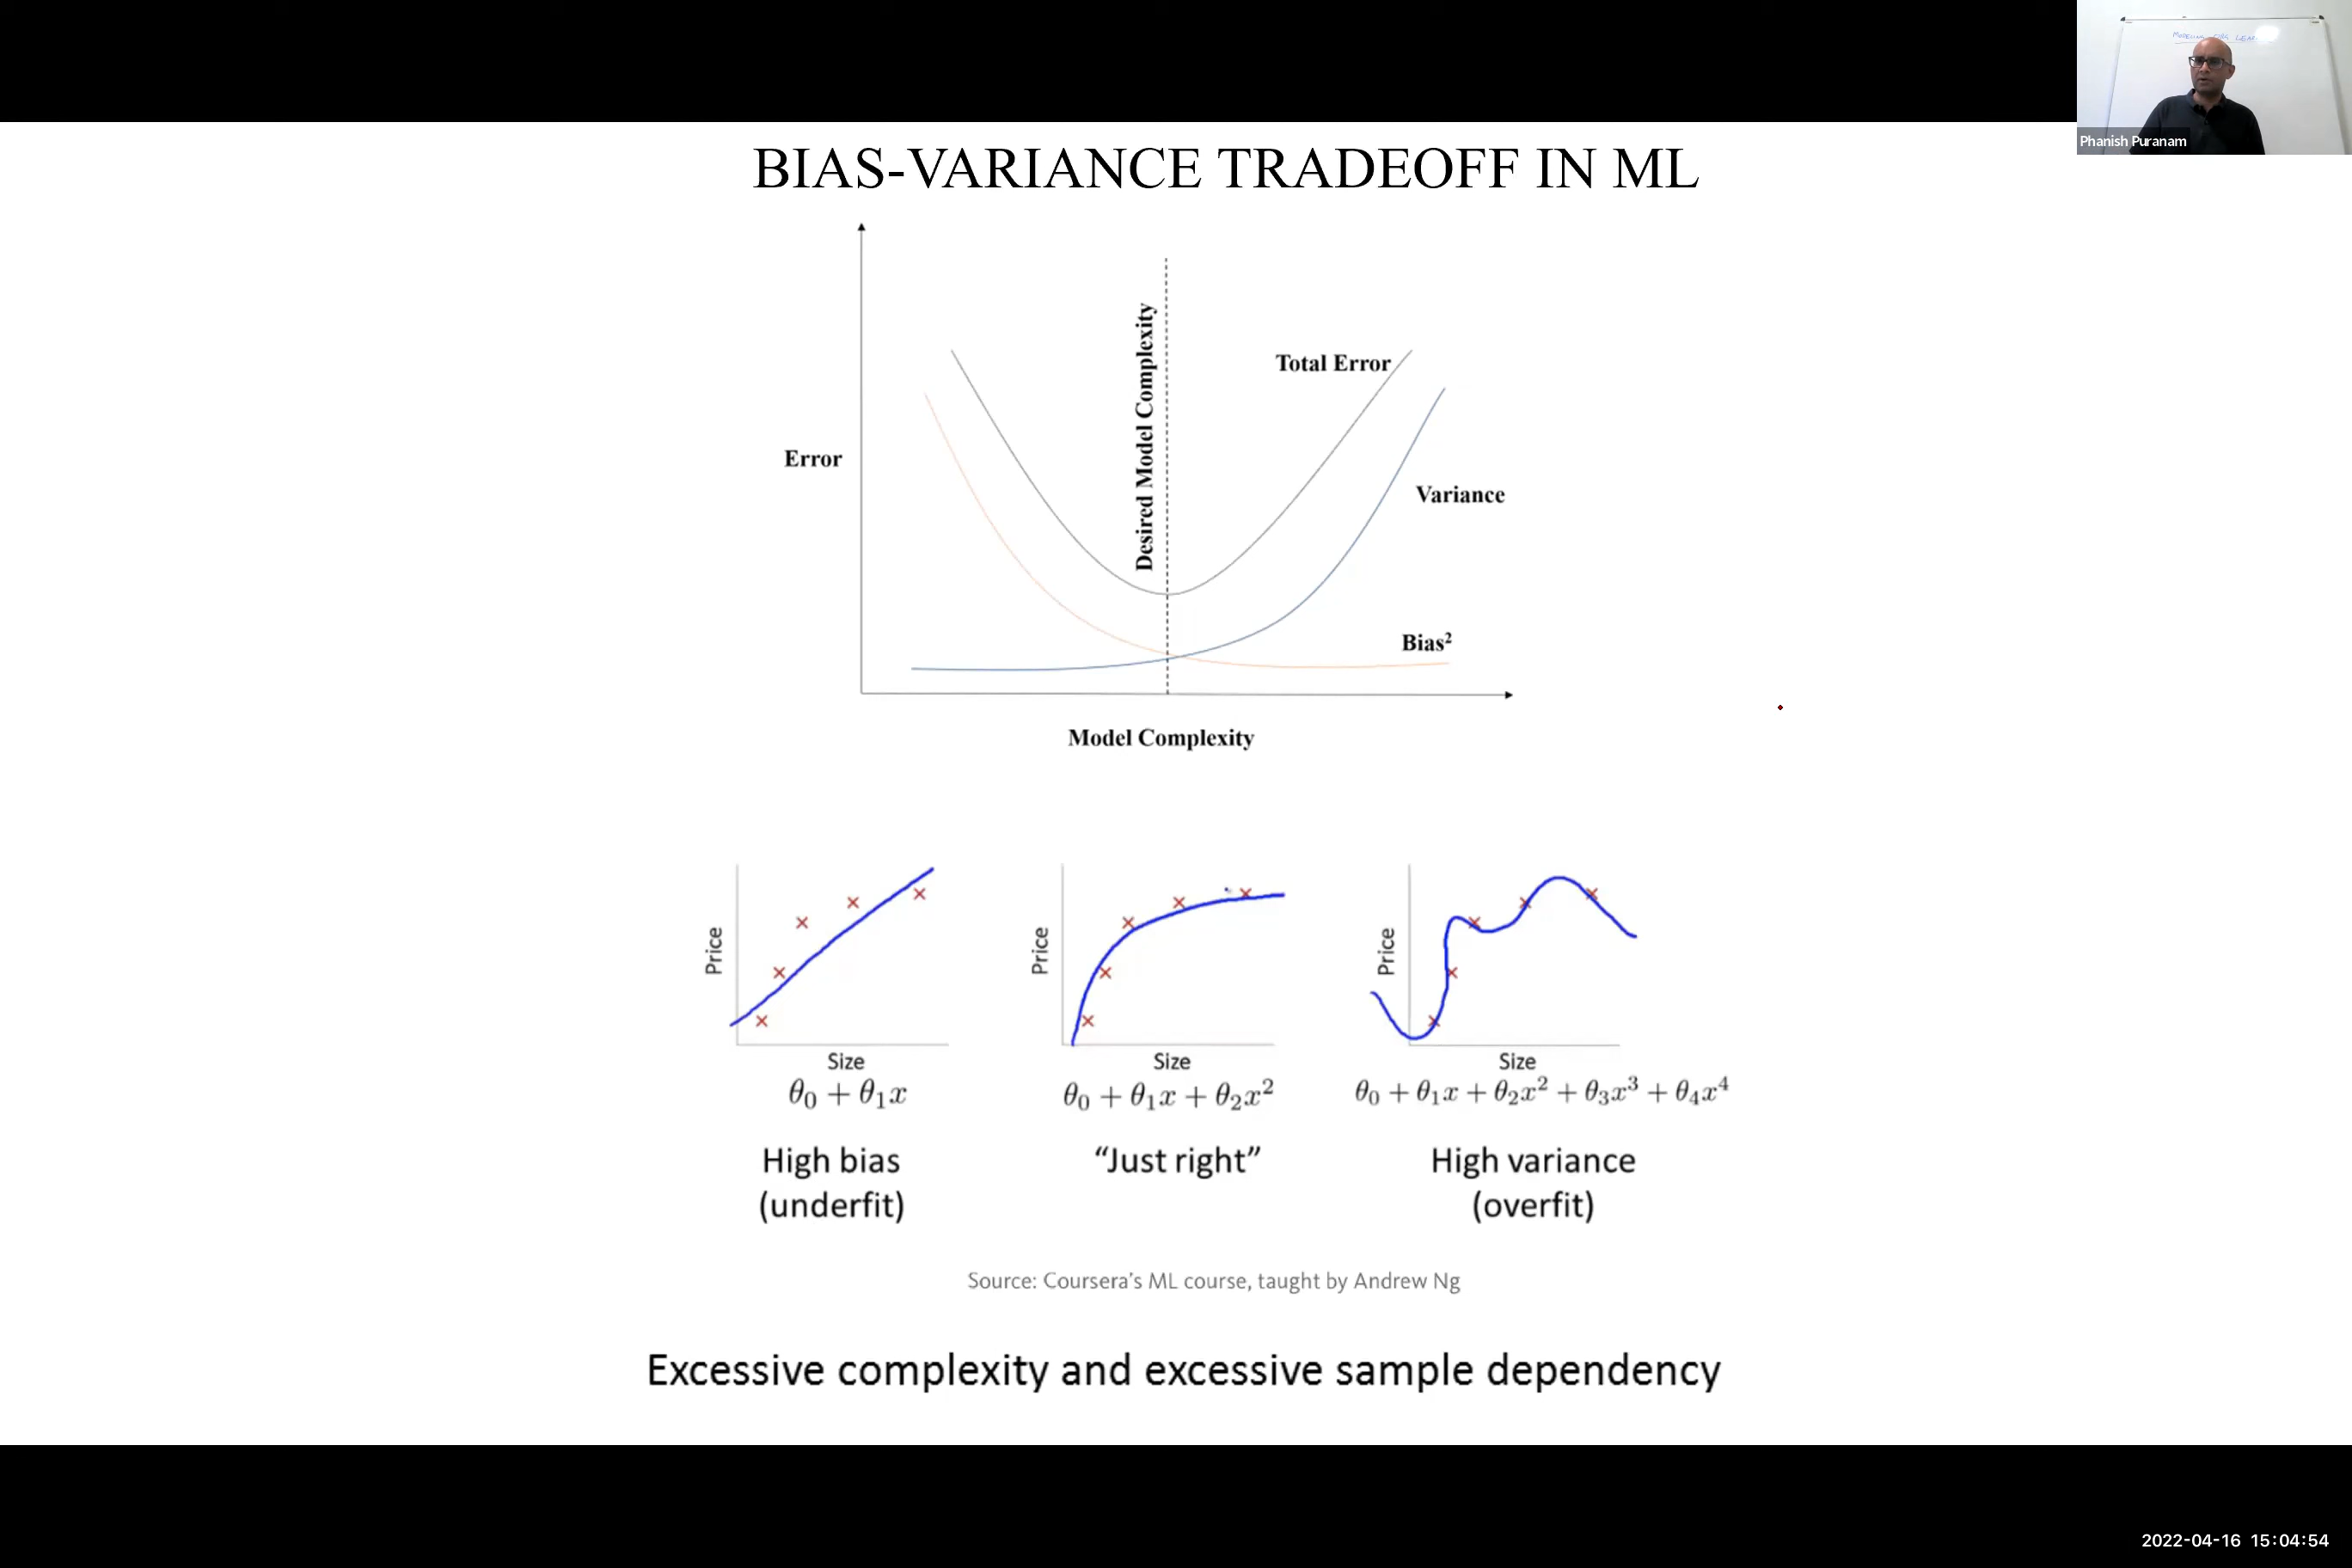 Phanish Puranam
BIAS-VARIANCE TRADEOFF IN ML
Desired Model Complexity
Total Error
Error
Variance
Bias²
Model Complexity
Price
Size
θ₀ + θ₁x
High bias
(underfit)
Price
Size
θ₀ + θ₁x + θ₂x²
“Just right”
Price
Size
θ₀ + θ₁x + θ₂x² + θ₃x³ + θ₄x⁴
High variance
(overfit)
Source: Coursera’s ML course, taught by Andrew Ng
Excessive complexity and excessive sample dependency
2022-04-16 15:04:54